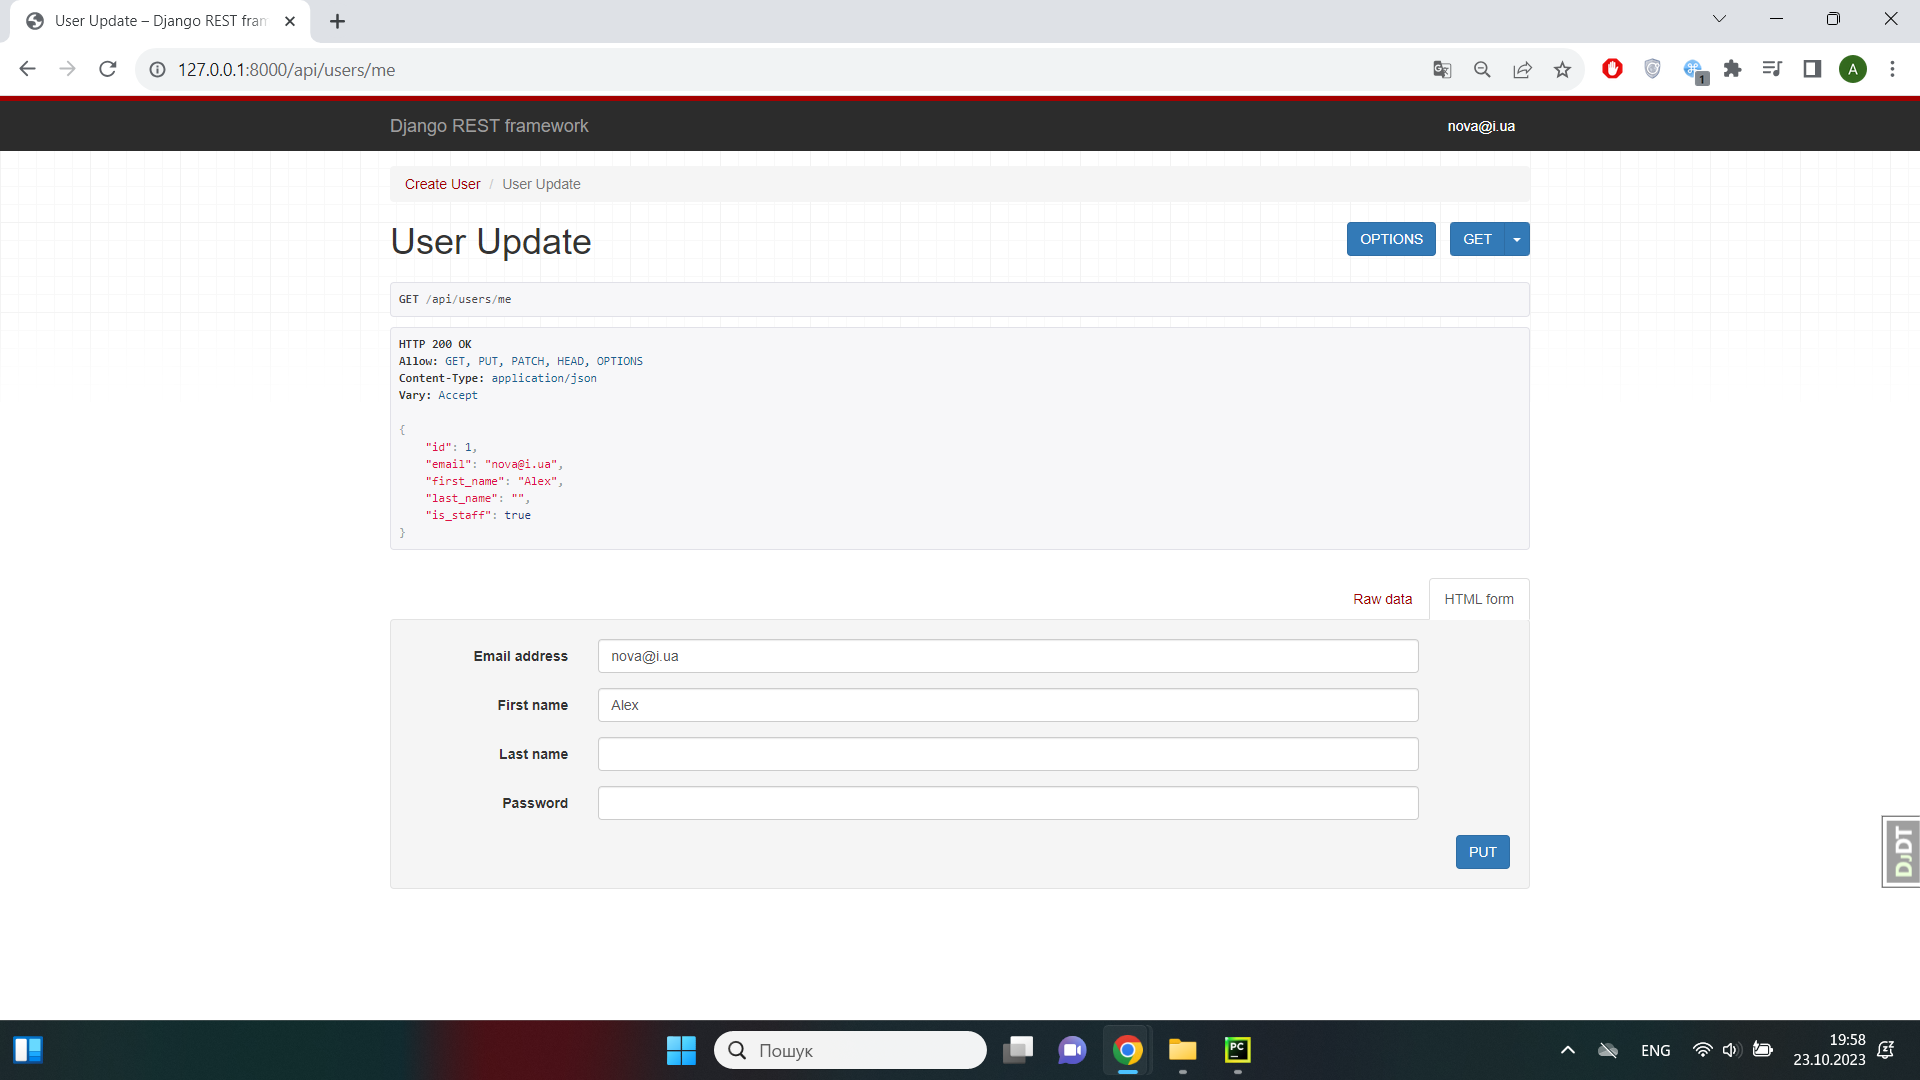 User Update – Django REST fram
127.0.0.1:8000/api/users/me
1
A
Django REST framework
nova@i.ua
Create User / User Update
User Update
OPTIONS
GET
GET /api/users/me
HTTP 200 OK
Allow: GET, PUT, PATCH, HEAD, OPTIONS
Content-Type: application/json
Vary: Accept
{
"id": 1,
"email": "nova@i.ua",
"first_name": "Alex",
"last_name": "",
"is_staff": true
}
Raw data
HTML form
Email address
nova@i.ua
First name
Alex
Last name
Password
PUT
DJDT
Пошук
PC
ENG
19:58
23.10.2023